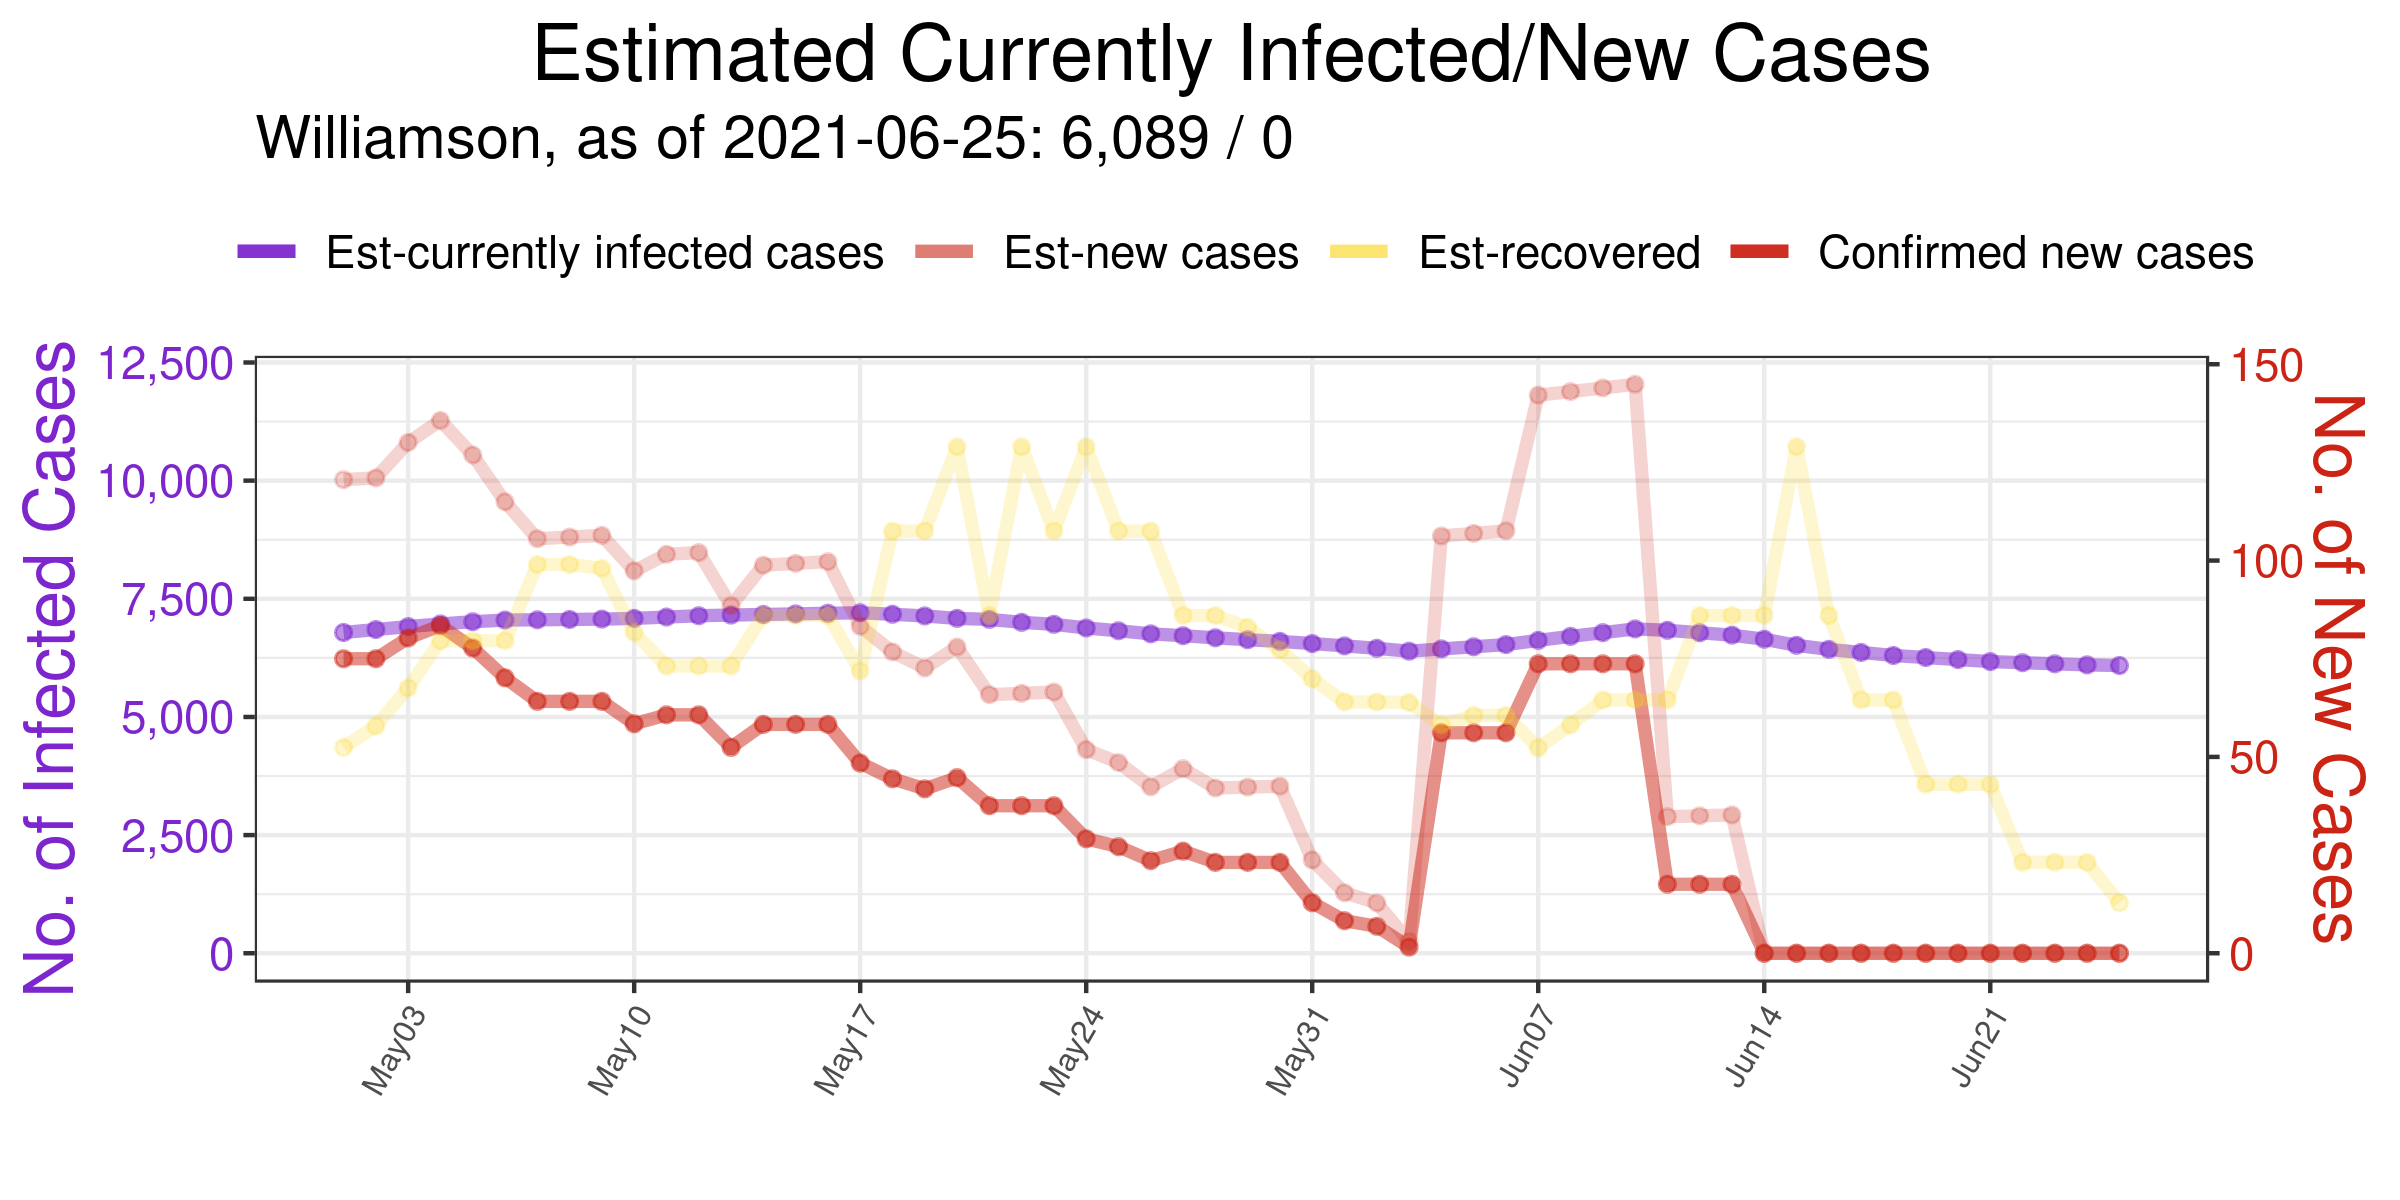 Estimated Currently Infected/New Cases
Williamson, as of 2021-06-25: 6,089 / 0
Est-currently infected cases Est-new cases Est-recovered Confirmed new cases
No. of Infected Cases
12,500
10,000
7,500
5,000
2,500
0
150
100
50
0
No. of New Cases
May03 May10 May17 May24 May31 Jun07 Jun14 Jun21